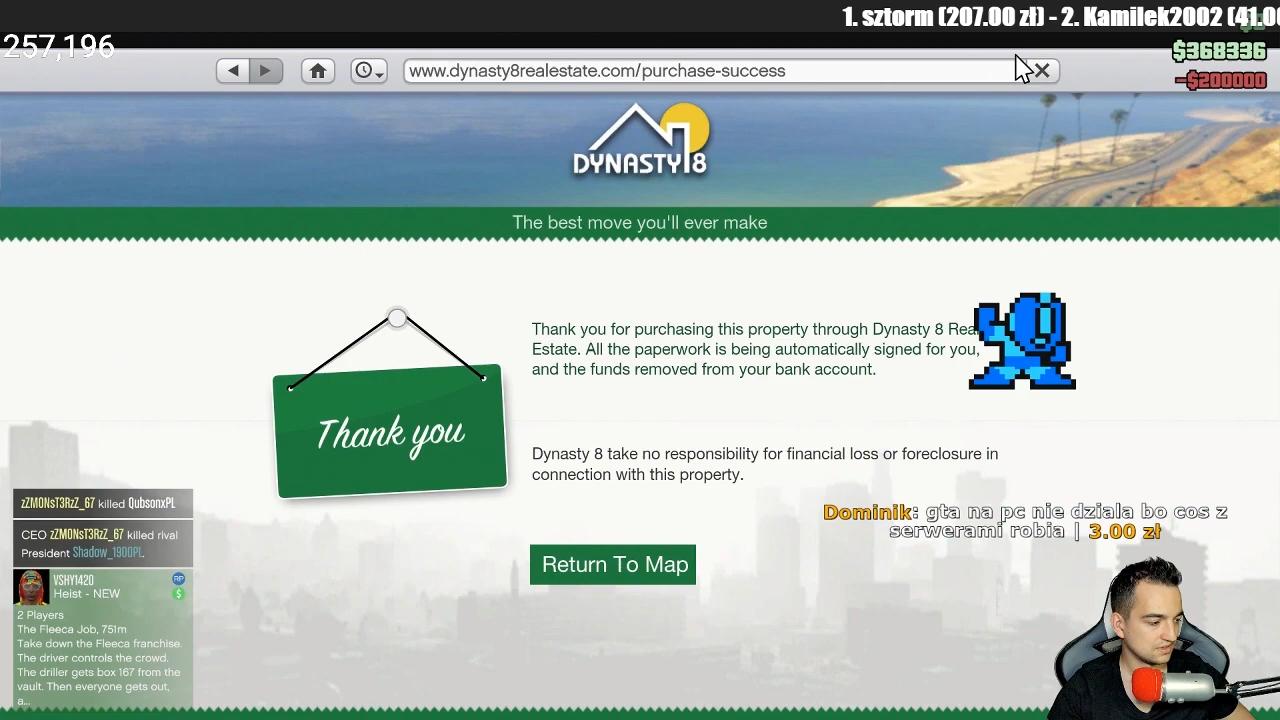 1. sztorm (207.00 zł) - 2. Kamilek2002 (41.0
257,196
$368336
-$200000
www.dynasty8realestate.com/purchase-success
DYNASTY 8
The best move you'll ever make
Thank you for purchasing this property through Dynasty 8 Real
Estate. All the paperwork is being automatically signed for you,
and the funds removed from your bank account.
Thank you
Dynasty 8 take no responsibility for financial loss or foreclosure in
connection with this property.
Return To Map
Dominik: gta na pc nie dziala bo cos z
serwerami robia | 3.00 zł
zZMONsT3RzZ_67 killed QubsonxPL
CEO zZMONsT3RzZ_67 killed rival
President Shadow_1900PL.
VSHY1420
RP
Heist - NEW
$
2 Players
The Fleeca Job, 751m
Take down the Fleeca franchise.
The driver controls the crowd.
The driller gets box 167 from the
vault. Then everyone gets out,
a...